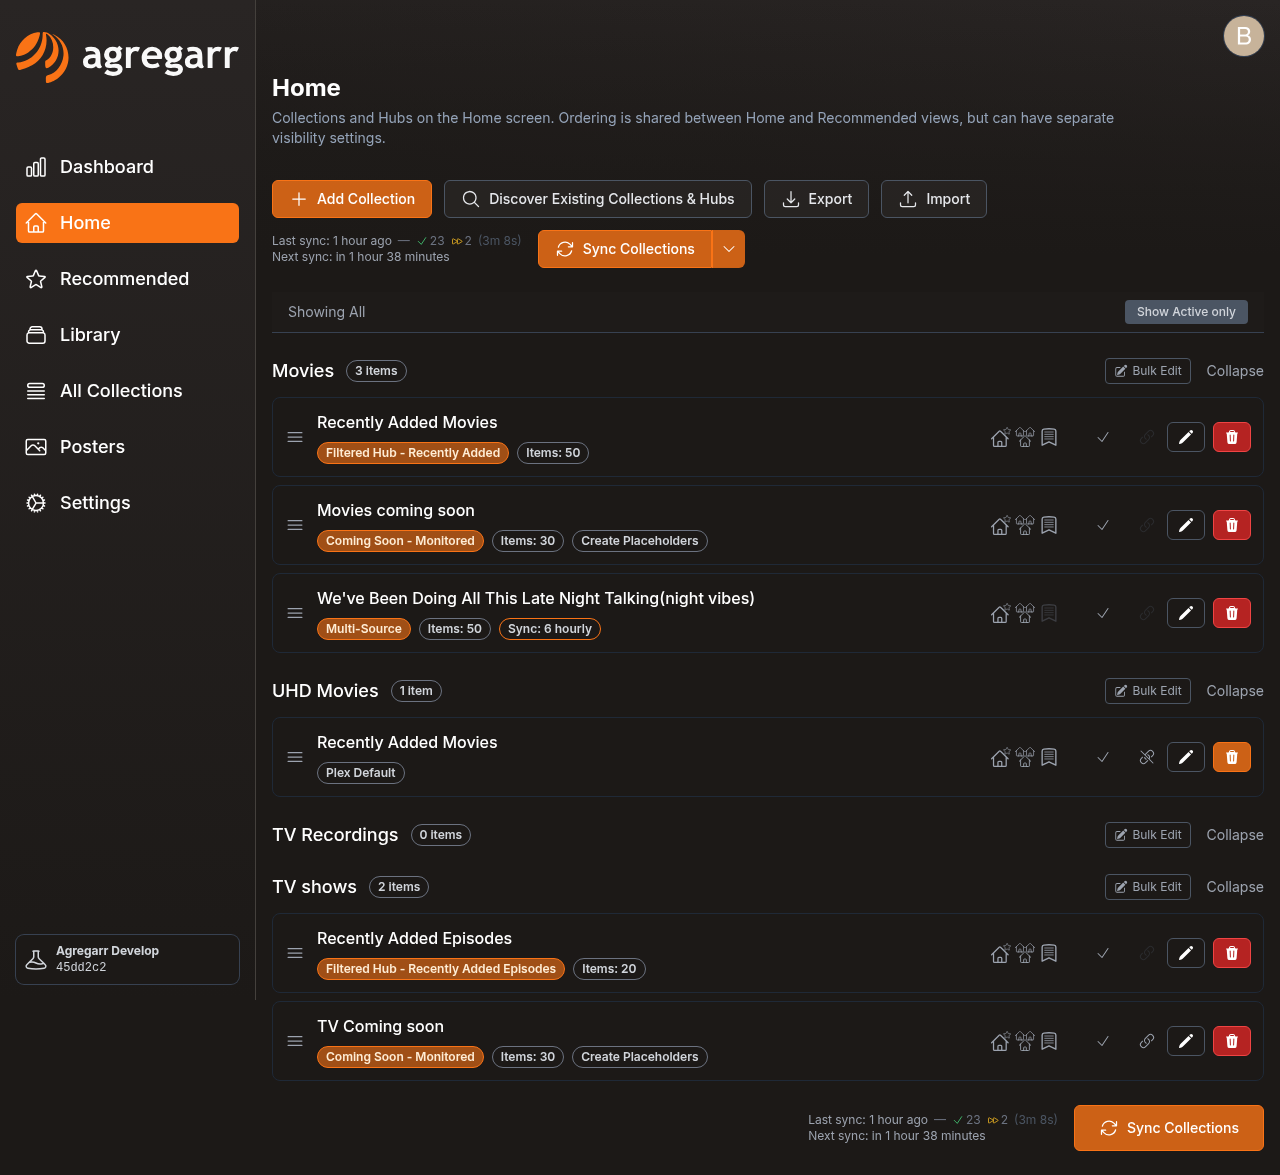 agregarr
B
Dashboard
Home
Recommended
Library
All Collections
Posters
Settings
Agregarr Develop
45dd2c2
Home
Collections and Hubs on the Home screen. Ordering is shared between Home and Recommended views, but can have separate
visibility settings.
Add Collection
Discover Existing Collections & Hubs
Export
Import
Last sync: 1 hour ago — 23 2 (3m 8s)
Next sync: in 1 hour 38 minutes
Sync Collections
Showing All
Show Active only
Movies 3 items Bulk Edit Collapse
Recently Added Movies
Filtered Hub - Recently Added Items: 50
Movies coming soon
Coming Soon - Monitored Items: 30 Create Placeholders
We've Been Doing All This Late Night Talking(night vibes)
Multi-Source Items: 50 Sync: 6 hourly
UHD Movies 1 item Bulk Edit Collapse
Recently Added Movies
Plex Default
TV Recordings 0 items Bulk Edit Collapse
TV shows 2 items Bulk Edit Collapse
Recently Added Episodes
Filtered Hub - Recently Added Episodes Items: 20
TV Coming soon
Coming Soon - Monitored Items: 30 Create Placeholders
Last sync: 1 hour ago — 23 2 (3m 8s)
Next sync: in 1 hour 38 minutes
Sync Collections